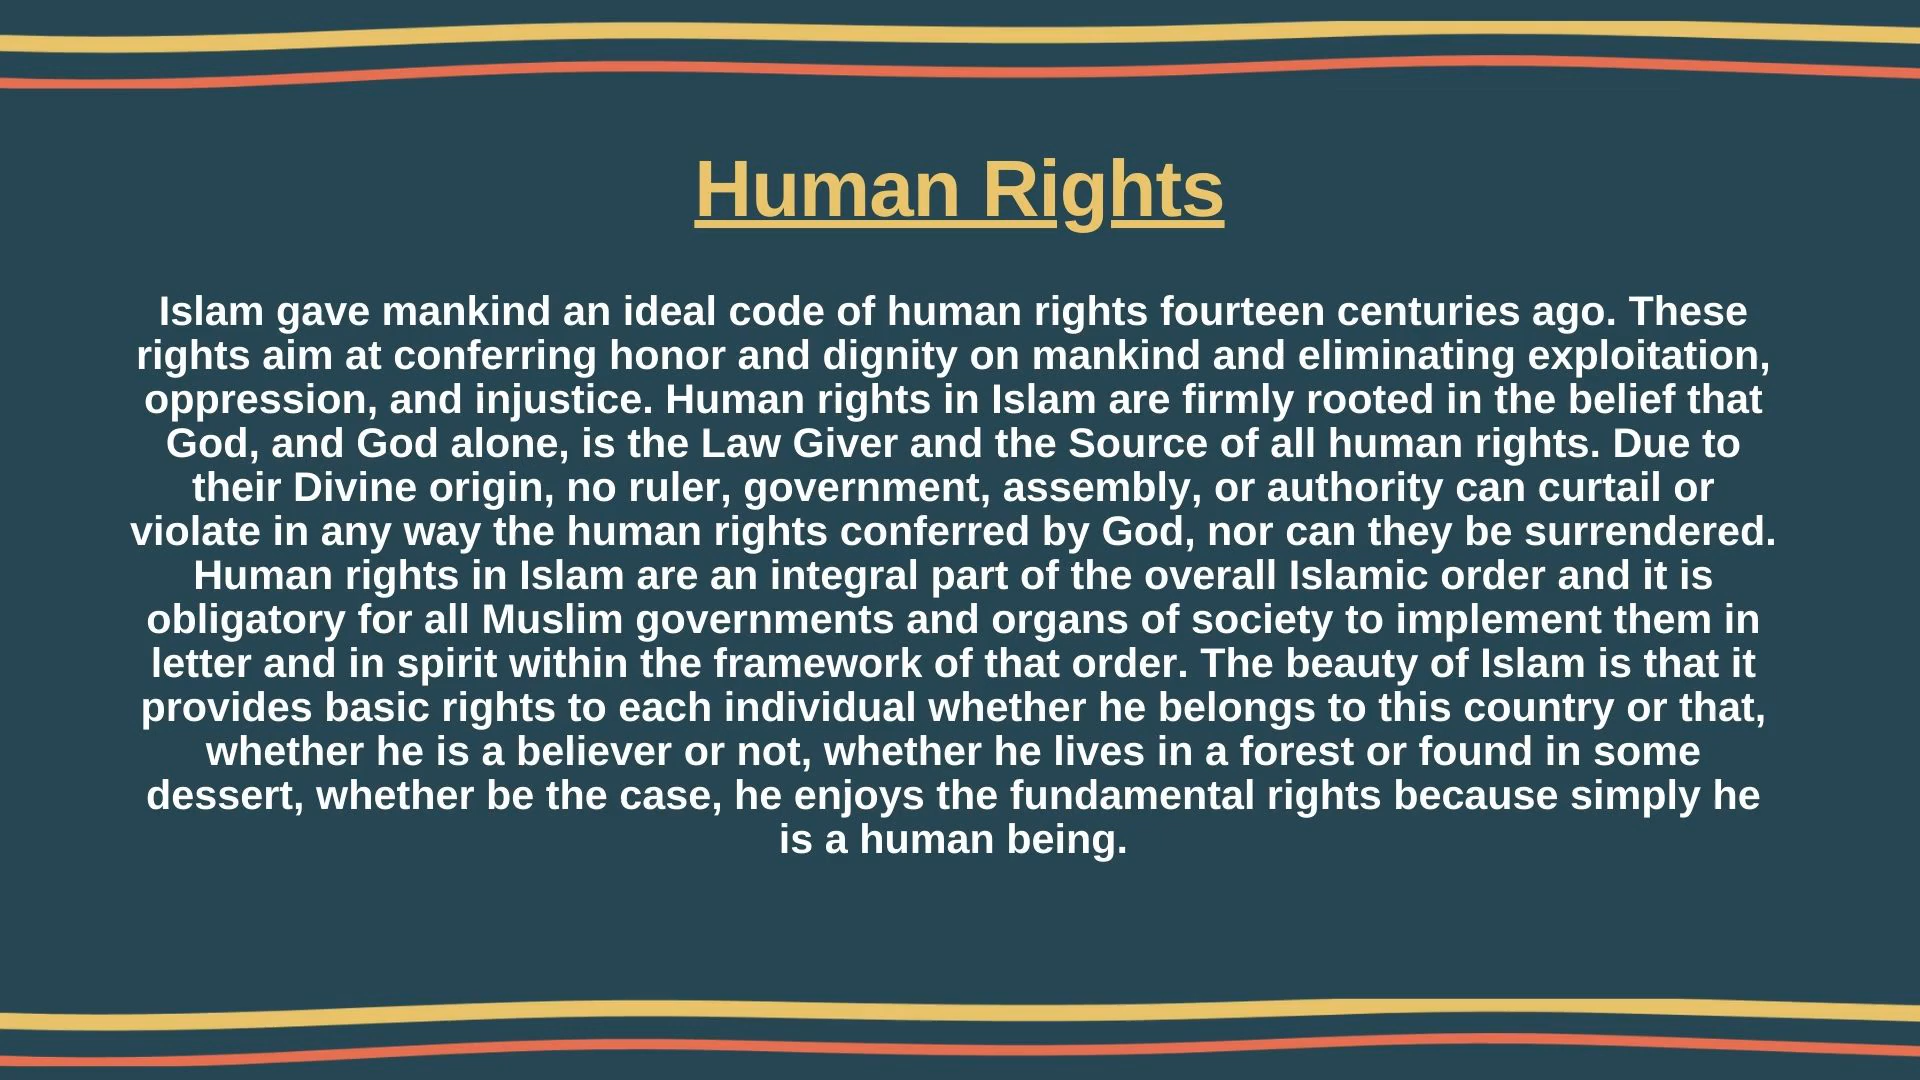 Human Rights
Islam gave mankind an ideal code of human rights fourteen centuries ago. These
rights aim at conferring honor and dignity on mankind and eliminating exploitation,
oppression, and injustice. Human rights in Islam are firmly rooted in the belief that
God, and God alone, is the Law Giver and the Source of all human rights. Due to
their Divine origin, no ruler, government, assembly, or authority can curtail or
violate in any way the human rights conferred by God, nor can they be surrendered.
Human rights in Islam are an integral part of the overall Islamic order and it is
obligatory for all Muslim governments and organs of society to implement them in
letter and in spirit within the framework of that order. The beauty of Islam is that it
provides basic rights to each individual whether he belongs to this country or that,
whether he is a believer or not, whether he lives in a forest or found in some
dessert, whether be the case, he enjoys the fundamental rights because simply he
is a human being.